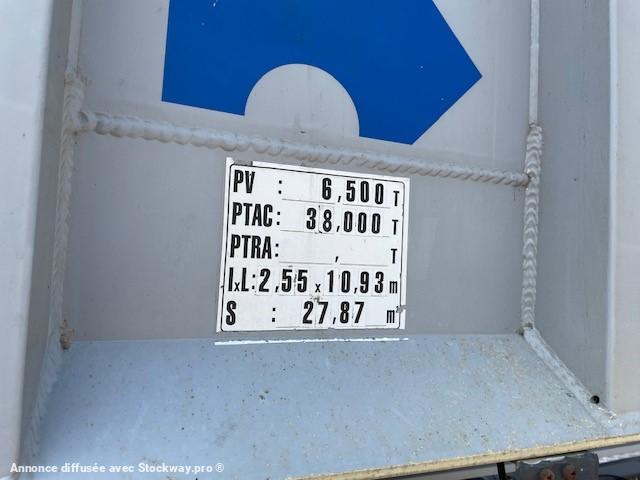 PV : 6,500 T
PTAC: 38,000 T
PTRA: , T
IxL: 2,55 x 10,93 m
S : 27,87 m²
Annonce diffusée avec Stockway.pro ®